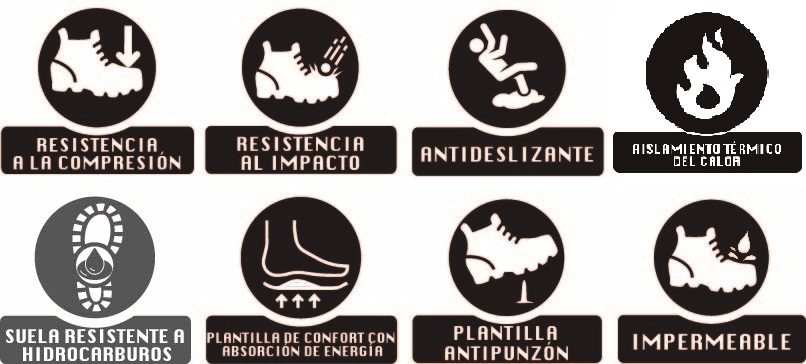 RESISTENCIA
A LA COMPRESIÓN
RESISTENCIA
AL IMPACTO
ANTIDESLIZANTE
AISLAMIENTO TÉRMICO
DEL CALOR
SUELA RESISTENTE A
HIDROCARBUROS
PLANTILLA DE CONFORT CON
ABSORCIÓN DE ENERGÍA
PLANTILLA
ANTIPUNZÓN
IMPERMEABLE